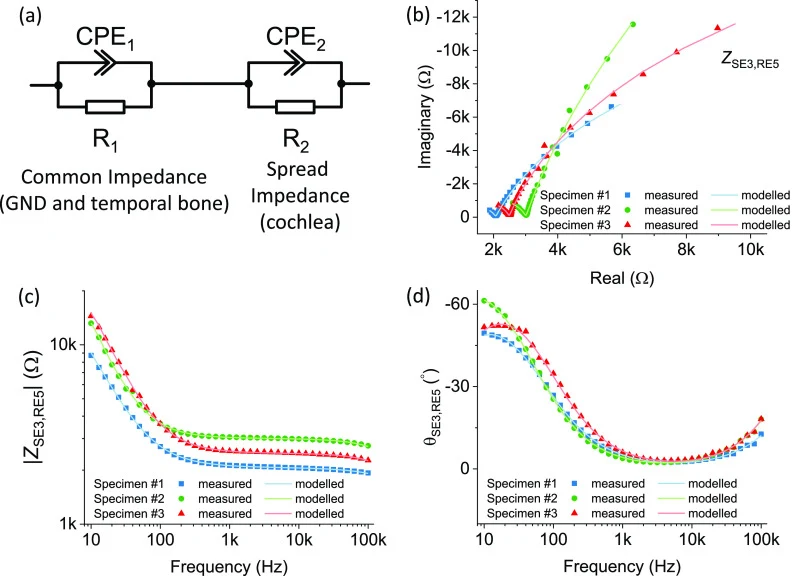 (a)
CPE1
CPE2
R1
R2
Common Impedance
(GND and temporal bone)
Spread
Impedance
(cochlea)
(b)
-12k
-10k
-8k
-6k
-4k
-2k
0
Imaginary (Ω)
ZSE3,RE5
Specimen #1 measured modelled
Specimen #2 measured modelled
Specimen #3 measured modelled
2k 4k 6k 8k 10k
Real (Ω)
(c)
10k
1k
|ZSE3,RE5| (Ω)
Specimen #1 measured modelled
Specimen #2 measured modelled
Specimen #3 measured modelled
10 100 1k 10k 100k
Frequency (Hz)
(d)
-60
-30
0
θSE3,RE5 (°)
Specimen #1 measured modelled
Specimen #2 measured modelled
Specimen #3 measured modelled
10 100 1k 10k 100k
Frequency (Hz)